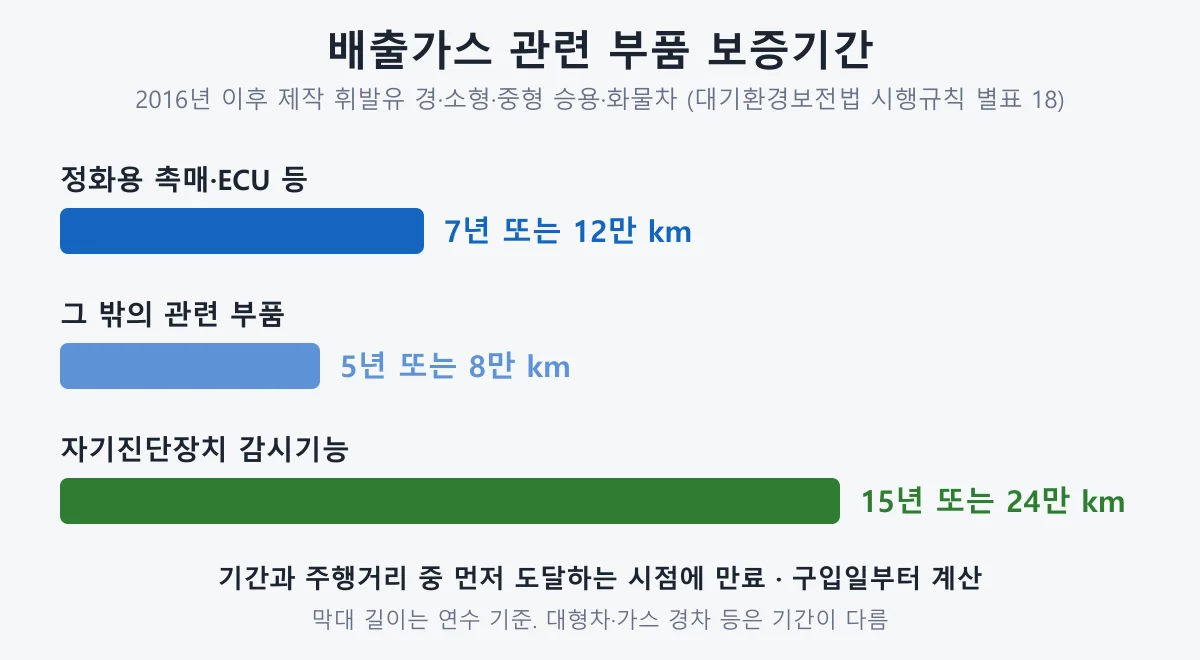 배출가스 관련 부품 보증기간
2016년 이후 제작 휘발유 경·소형·중형 승용·화물차 (대기환경보전법 시행규칙 별표 18)
정화용 촉매·ECU 등
7년 또는 12만 km
그 밖의 관련 부품
5년 또는 8만 km
자기진단장치 감시기능
15년 또는 24만 km
기간과 주행거리 중 먼저 도달하는 시점에 만료 · 구입일부터 계산
막대 길이는 연수 기준. 대형차·가스 경차 등은 기간이 다름